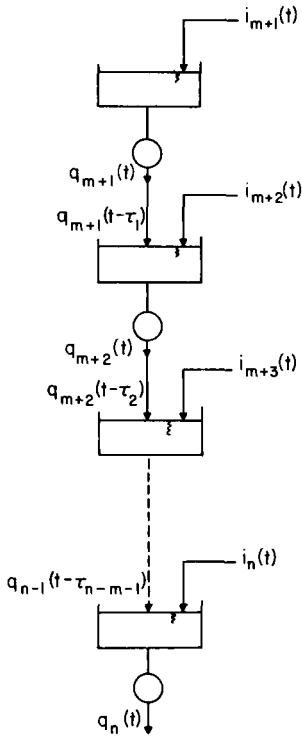 i_{m+1}(t)
q_{m+1}(t)
i_{m+2}(t)
q_{m+1}(t-τ_1)
q_{m+2}(t)
i_{m+3}(t)
q_{m+2}(t-τ_2)
i_n(t)
q_{n-1}(t-τ_{n-m-1})
q_n(t)